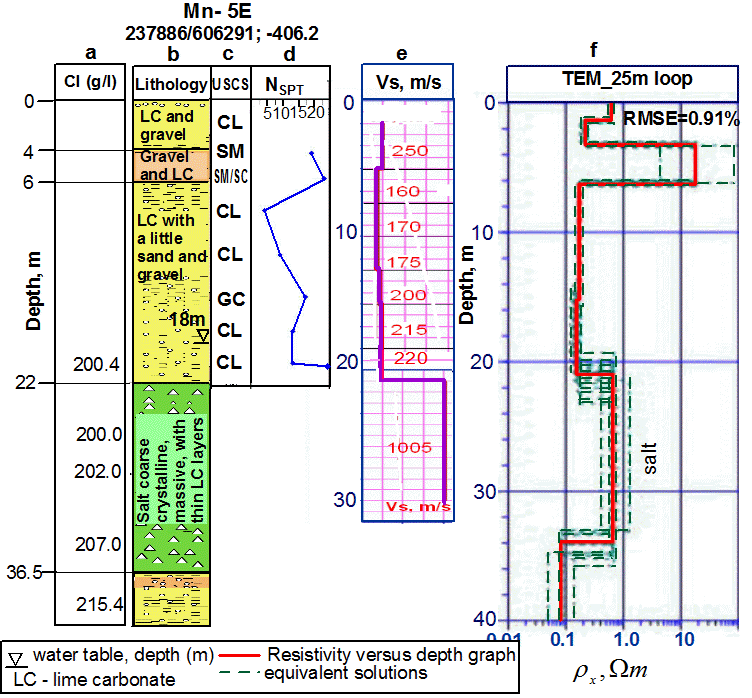 Mn- 5E
237886/606291; -406.2
a b c d e f
Cl (g/l) Lithology USCS N SPT Vs, m/s TEM_25m loop
5 10 15 20
RMSE=0.91%
Depth, m
0
4
6
22
36.5
200.4
200.0
202.0
207.0
215.4
LC and
gravel
Gravel
and LC
LC with
a little
sand and
gravel
18m
Salt coarse
crystalline,
massive, with
thin LC layers
CL
SM
SM/SC
CL
CL
GC
CL
CL
0
10
20
30
250
160
170
175
200
215
220
1005
Vs, m/s
Depth, m
0
10
20
30
40
salt
0.01 0.1 1.0 10
ρx, Ωm
water table, depth (m)
LC - lime carbonate
Resistivity versus depth graph
equivalent solutions